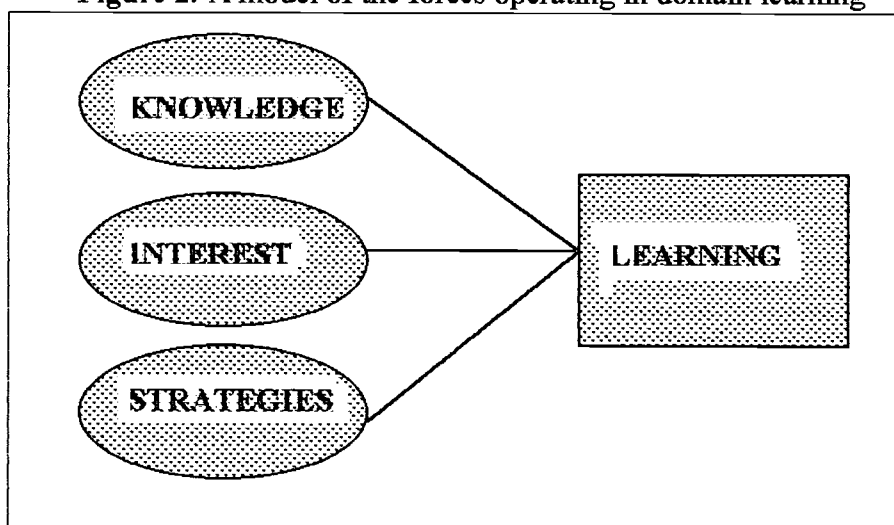 Figure 2: A model of the forces operating in domain learning
KNOWLEDGE
INTEREST
LEARNING
STRATEGIES